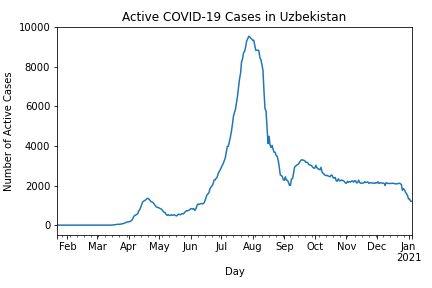 Active COVID-19 Cases in Uzbekistan
Number of Active Cases
10000
8000
6000
4000
2000
0
Feb Mar Apr May Jun Jul Aug Sep Oct Nov Dec Jan
2021
Day